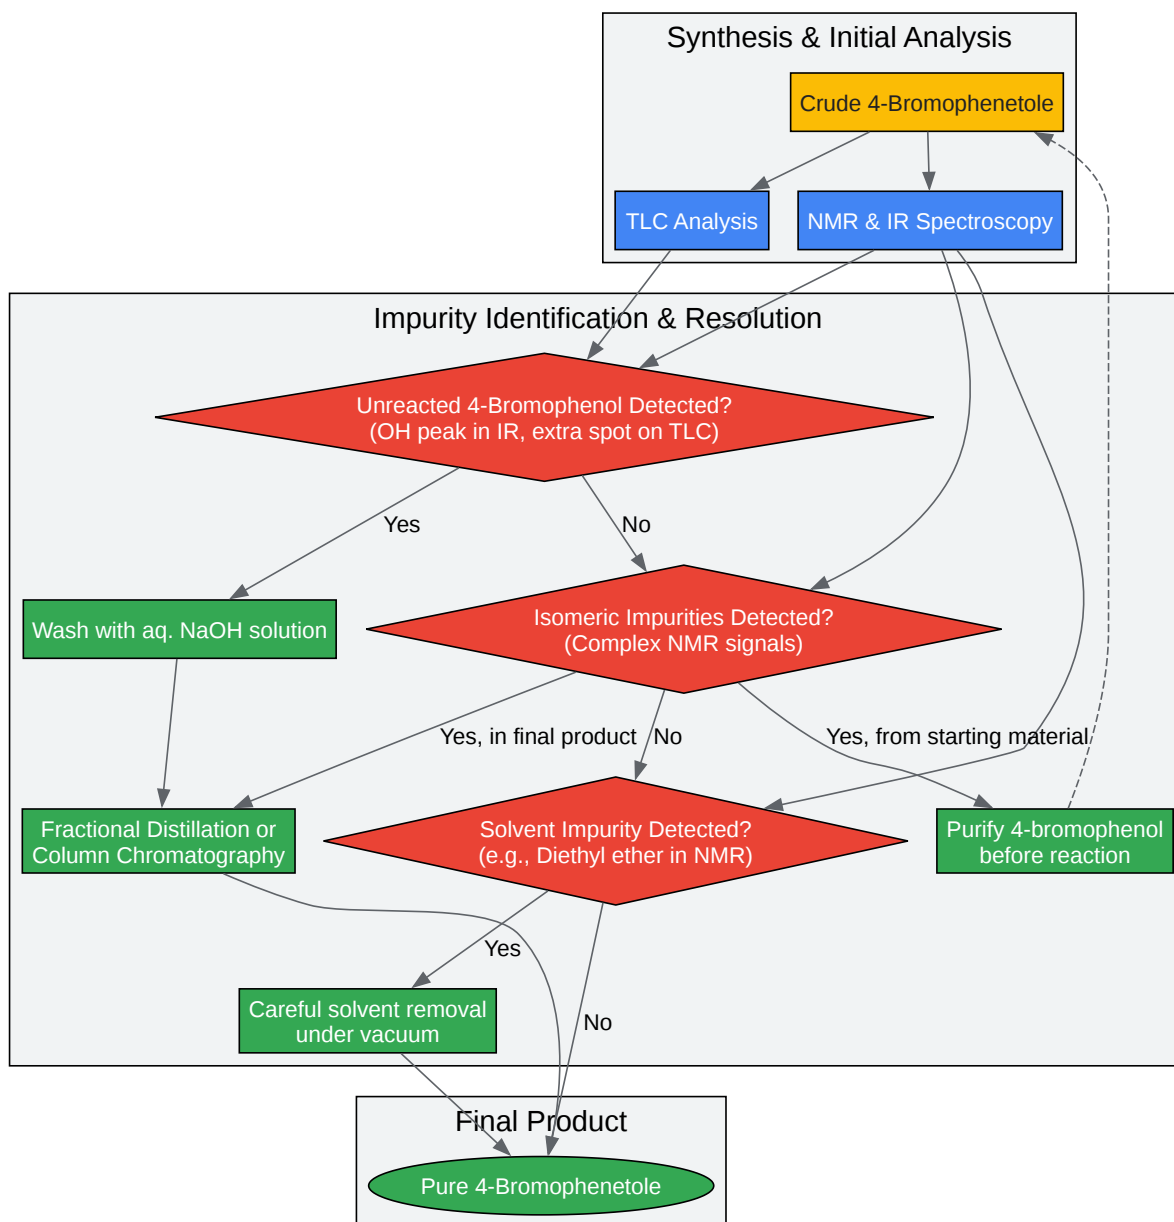 Synthesis & Initial Analysis
Crude 4-Bromophenetole
TLC Analysis
NMR & IR Spectroscopy
Impurity Identification & Resolution
Unreacted 4-Bromophenol Detected?
(OH peak in IR, extra spot on TLC)
Yes
No
Wash with aq. NaOH solution
Isomeric Impurities Detected?
(Complex NMR signals)
Yes, in final product
No
Yes, from starting material
Fractional Distillation or
Column Chromatography
Solvent Impurity Detected?
(e.g., Diethyl ether in NMR)
Purify 4-bromophenol
before reaction
Yes
No
Careful solvent removal
under vacuum
Final Product
Pure 4-Bromophenetole